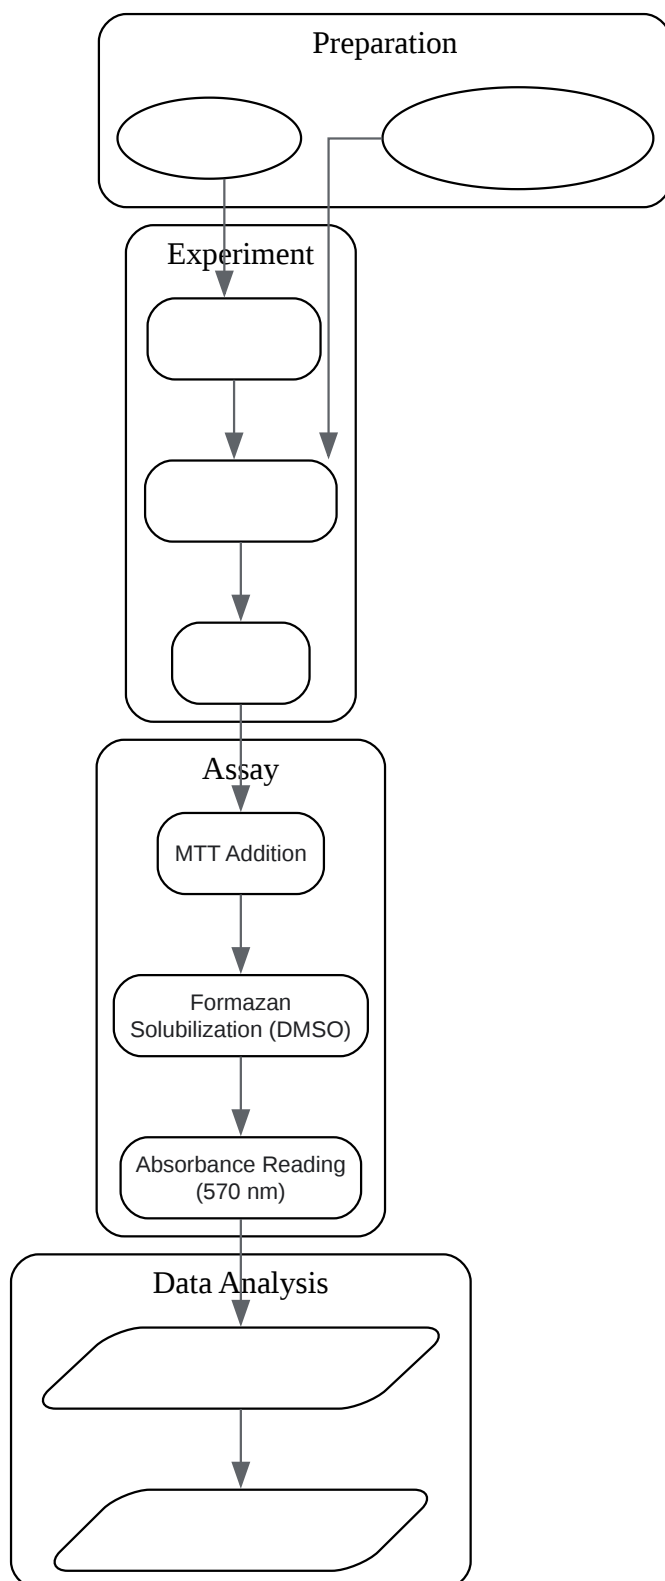 Preparation
Experiment
Assay
MTT Addition
Formazan
Solubilization (DMSO)
Absorbance Reading
(570 nm)
Data Analysis